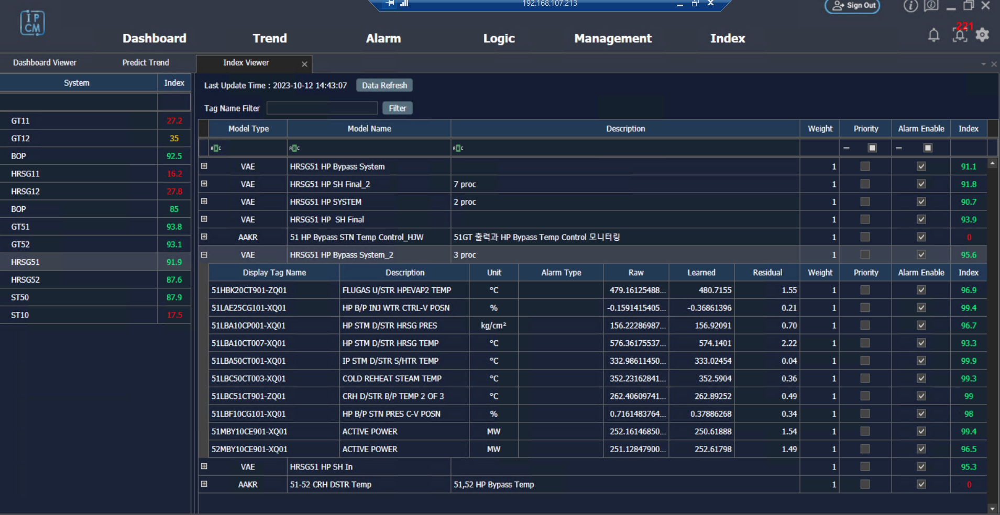 192.168.107.213
Sign Out
I P
CM
Dashboard Trend Alarm Logic Management Index
221
Dashboard Viewer Predict Trend Index Viewer
System Index
GT11 27.2
GT12 35
BOP 92.5
HRSG11 16.2
HRSG12 27.8
BOP 85
GT51 93.8
GT52 93.1
HRSG51 91.9
HRSG52 87.6
ST50 87.9
ST10 17.5
Last Update Time : 2023-10-12 14:43:07 Data Refresh
Tag Name Filter Filter
Model Type Model Name Description Weight Priority Alarm Enable Index
= =
VAE HRSG51 HP Bypass System 1 91.1
VAE HRSG51 HP SH Final_2 7 proc 1 91.8
VAE HRSG51 HP SYSTEM 2 proc 1 90.7
VAE HRSG51 HP SH Final 1 93.9
AAKR 51 HP Bypass STN Temp Control_HJW 51GT 출력과 HP Bypass Temp Control 모니터링 1 0
VAE HRSG51 HP Bypass System_2 3 proc 1 95.6
Display Tag Name Description Unit Alarm Type Raw Learned Residual Weight Priority Alarm Enable Index
51HBK20CT901-ZQ01 FLUGAS U/STR HPEVAP2 TEMP °C 479.16125488... 480.7155 1.55 1 96.9
51LAE25CG101-XQ01 HP B/P INJ WTR CTRL-V POSN % -0.1591415405... -0.36861396 0.21 1 99.4
51LBA10CP001-XQ01 HP STM D/STR HRSG PRES kg/cm² 156.22286987... 156.92091 0.70 1 96.7
51LBA10CT007-XQ01 HP STM D/STR HRSG TEMP °C 576.36175537... 574.1401 2.22 1 93.3
51LBA50CT001-XQ01 IP STM D/STR S/HTR TEMP °C 332.98611450... 333.02454 0.04 1 99.9
51LBC50CT003-XQ01 COLD REHEAT STEAM TEMP °C 352.23162841... 352.5904 0.36 1 99.3
51LBC51CT901-ZQ01 CRH D/STR B/P TEMP 2 OF 3 °C 262.40609741... 262.89252 0.49 1 99
51LBF10CG101-XQ01 HP B/P STN PRES C-V POSN % 0.7161483764... 0.37886268 0.34 1 98
51MBY10CE901-XQ01 ACTIVE POWER MW 252.16146850... 250.61888 1.54 1 99.4
52MBY10CE901-XQ01 ACTIVE POWER MW 251.12847900... 252.61798 1.49 1 96.5
VAE HRSG51 HP SH In 1 95.3
AAKR 51-52 CRH DSTR Temp 51,52 HP Bypass Temp 1 0